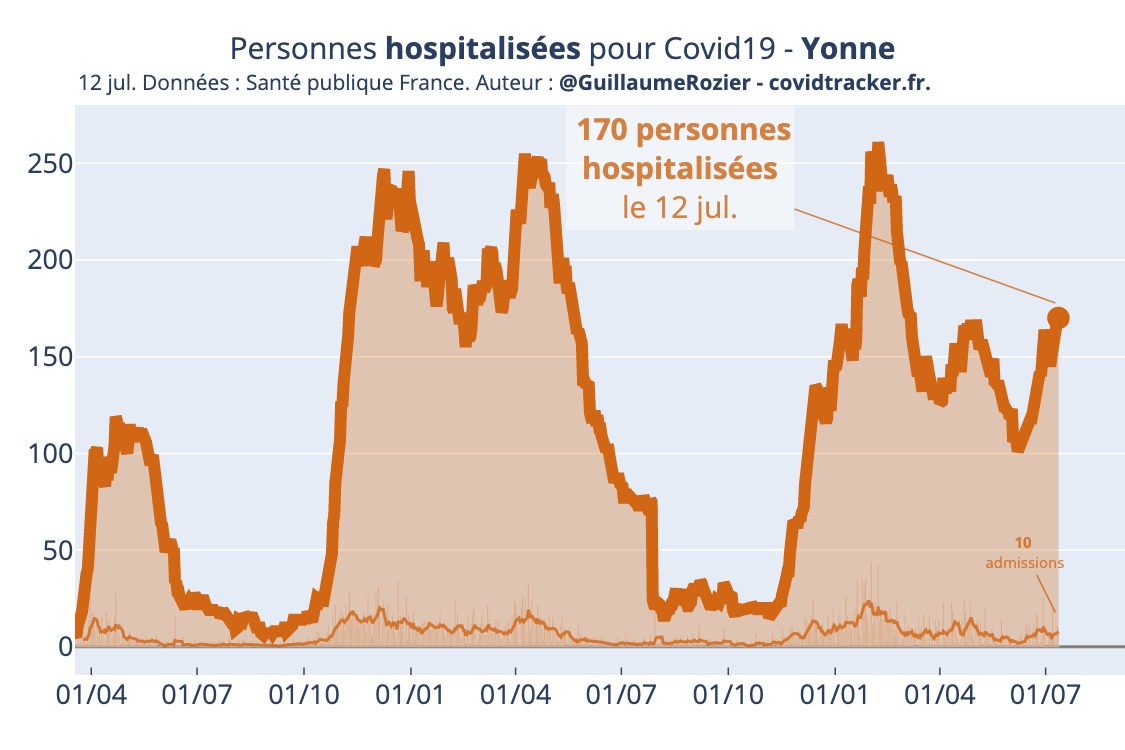 Personnes hospitalisées pour Covid19 - Yonne
12 jul. Données : Santé publique France. Auteur : @GuillaumeRozier - covidtracker.fr.
170 personnes
hospitalisées
le 12 jul.
250
200
150
100
50
0
10
admissions
01/04 01/07 01/10 01/01 01/04 01/07 01/10 01/01 01/04 01/07